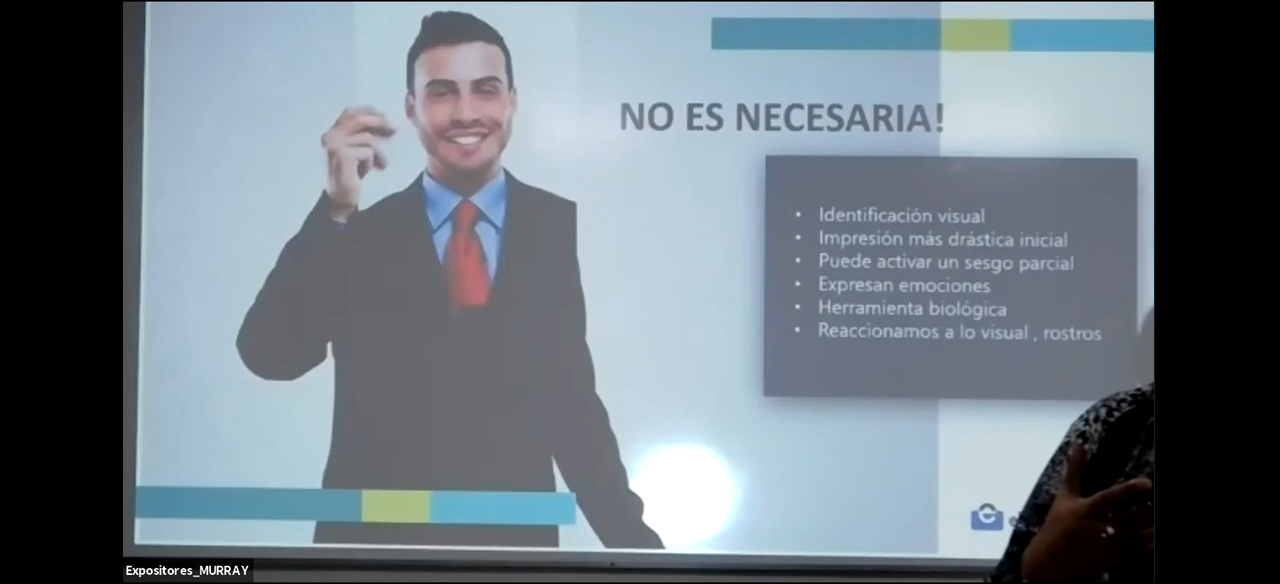 NO ES NECESARIA!
• Identificación visual
• Impresión más drástica inicial
• Puede activar un sesgo parcial
• Expresan emociones
• Herramienta biológica
• Reaccionamos a lo visual , rostros
Expositores_MURRAY